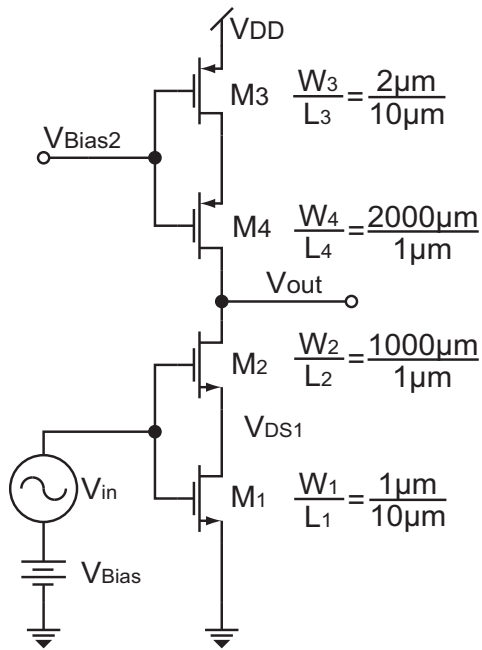 VDD
M3 W3/L3 = 2µm/10µm
VBias2
M4 W4/L4 = 2000µm/1µm
Vout
M2 W2/L2 = 1000µm/1µm
VDS1
Vin
M1 W1/L1 = 1µm/10µm
VBias